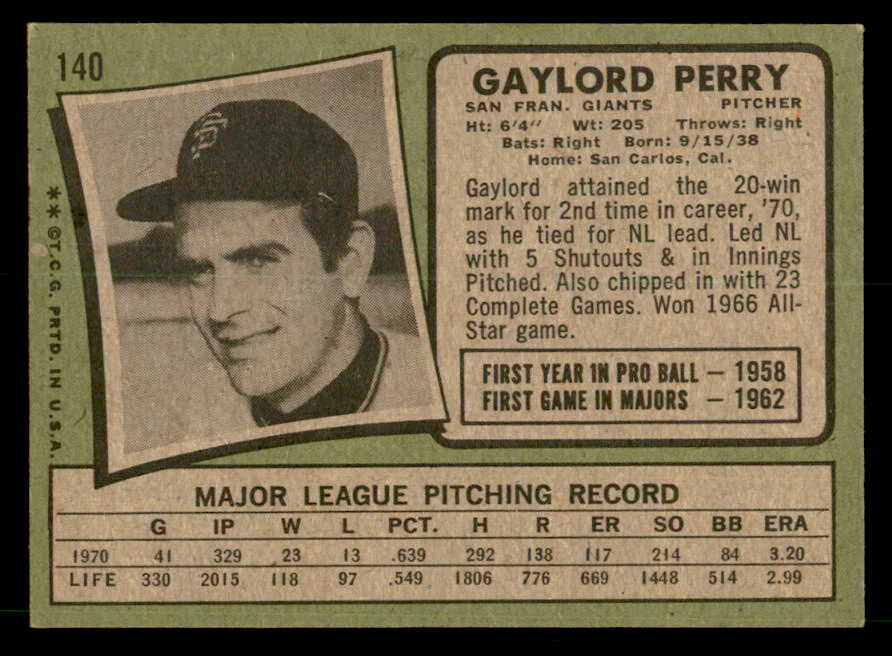 140
SF
** ©T.C.G. PRTD. IN U.S.A.
GAYLORD PERRY
SAN FRAN. GIANTS PITCHER
Ht: 6'4" Wt: 205 Throws: Right
Bats: Right Born: 9/15/38
Home: San Carlos, Cal.
Gaylord attained the 20-win
mark for 2nd time in career, '70,
as he tied for NL lead. Led NL
with 5 Shutouts & in Innings
Pitched. Also chipped in with 23
Complete Games. Won 1966 All-
Star game.
FIRST YEAR IN PRO BALL — 1958
FIRST GAME IN MAJORS — 1962
MAJOR LEAGUE PITCHING RECORD
G IP W L PCT. H R ER SO BB ERA
1970 41 329 23 13 .639 292 138 117 214 84 3.20
LIFE 330 2015 118 97 .549 1806 776 669 1448 514 2.99